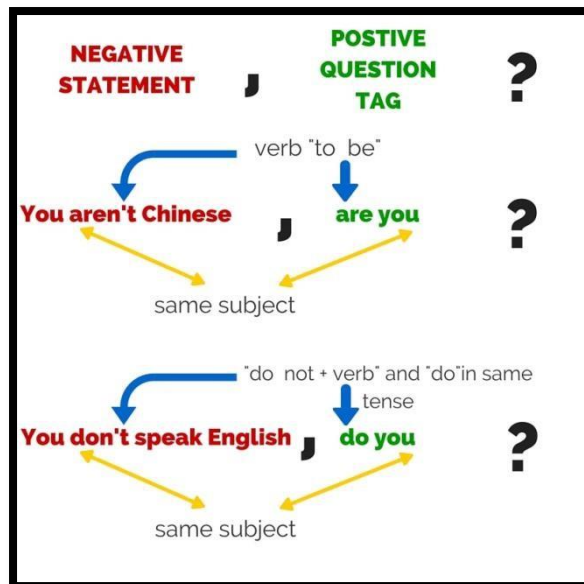 NEGATIVE STATEMENT , POSTIVE QUESTION TAG ?
verb "to be"
You aren't Chinese , are you ?
same subject
"do not + verb" and "do"in same
tense
You don't speak English , do you ?
same subject